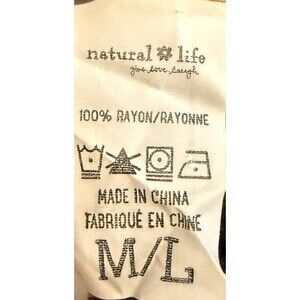 natural life
give love laugh
100% RAYON/RAYONNE
MADE IN CHINA
FABRIQUÉ EN CHINE
M/L